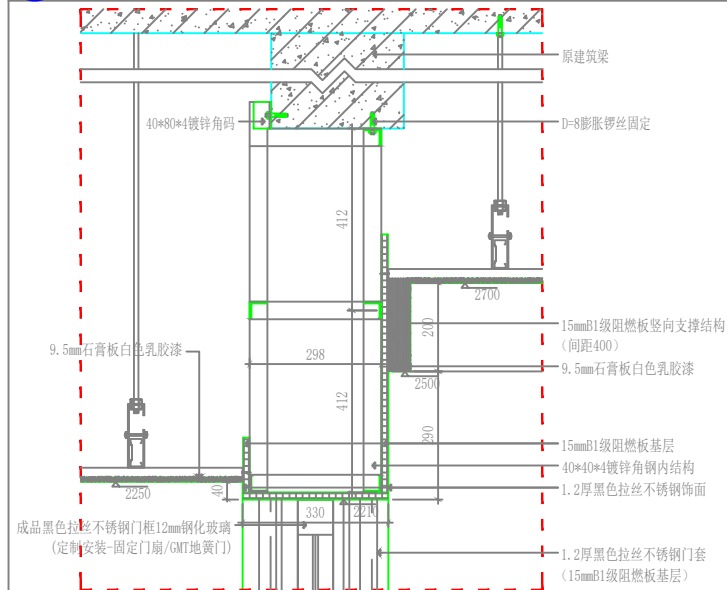 原建筑梁
40*80*4镀锌角码
D=8膨胀锣丝固定
412
2700
15mmB1级阻燃板竖向支撑结构
（间距400）
200
9.5mm石膏板白色乳胶漆
298
9.5mm石膏板白色乳胶漆
2500
412
290
15mmB1级阻燃板基层
40*40*4镀锌角钢内结构
1.2厚黑色拉丝不锈钢饰面
2250
40
330
2210
成品黑色拉丝不锈钢门框12mm钢化玻璃
(定制安装-固定门扇/GMT地簧门)
1.2厚黑色拉丝不锈钢门套
（15mmB1级阻燃板基层）